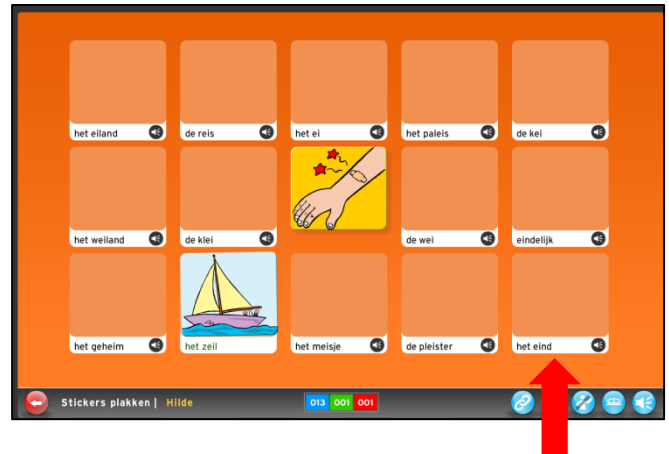 het eiland de reis het ei het paleis de kei
het weiland de klei de wei eindelijk
het geheim het zeil het meisje de pleister het eind
Stickers plakken | Hilde 013 001 001